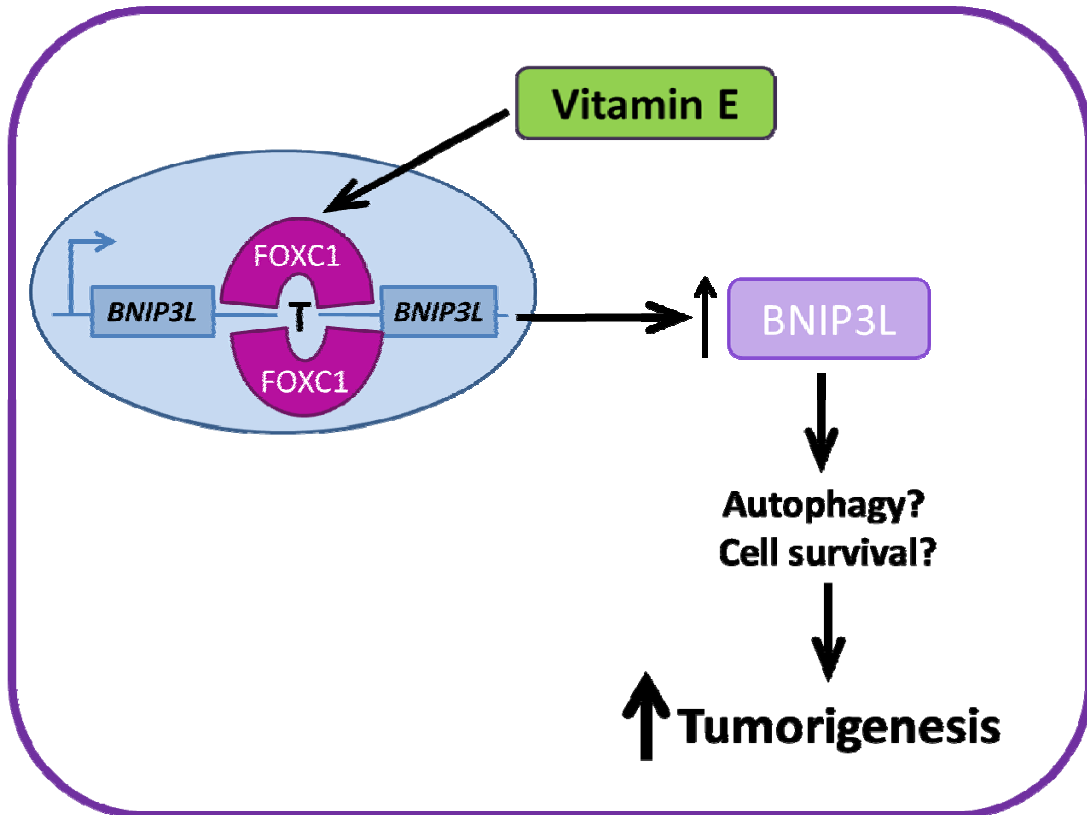 Vitamin E
FOXC1
BNIP3L
T
BNIP3L
FOXC1
BNIP3L
Autophagy?
Cell survival?
Tumorigenesis